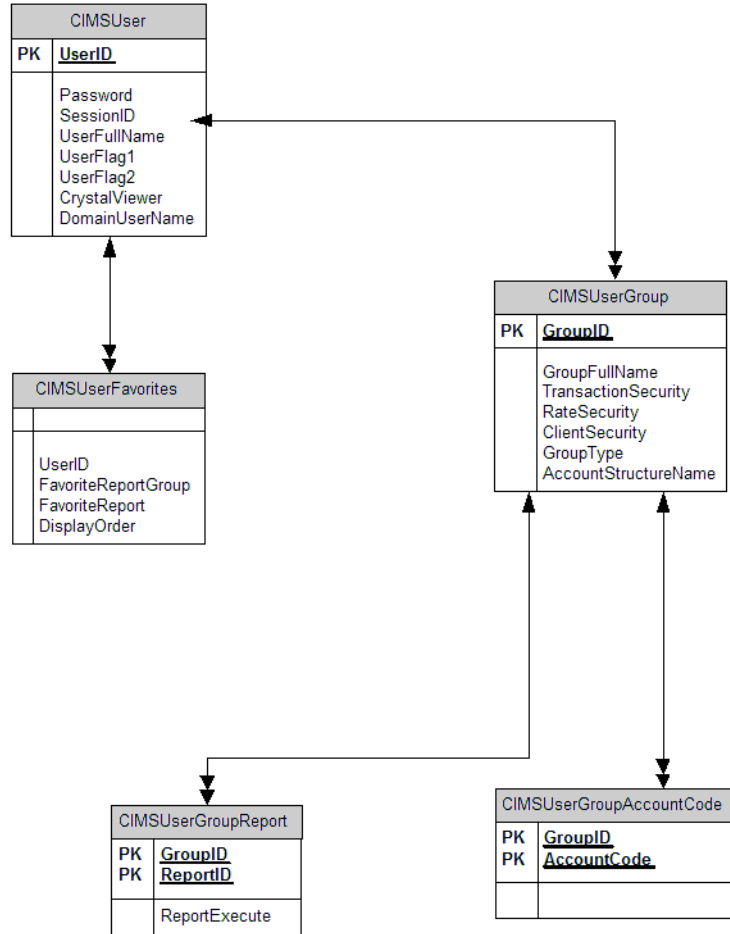 CIMSUser
PK UserID
Password
SessionID
UserFullName
UserFlag1
UserFlag2
CrystalViewer
DomainUserName
CIMSUserGroup
PK GroupID
GroupFullName
TransactionSecurity
RateSecurity
ClientSecurity
GroupType
AccountStructureName
CIMSUserFavorites
UserID
FavoriteReportGroup
FavoriteReport
DisplayOrder
CIMSUserGroupReport
PK GroupID
PK ReportID
ReportExecute
CIMSUserGroupAccountCode
PK GroupID
PK AccountCode